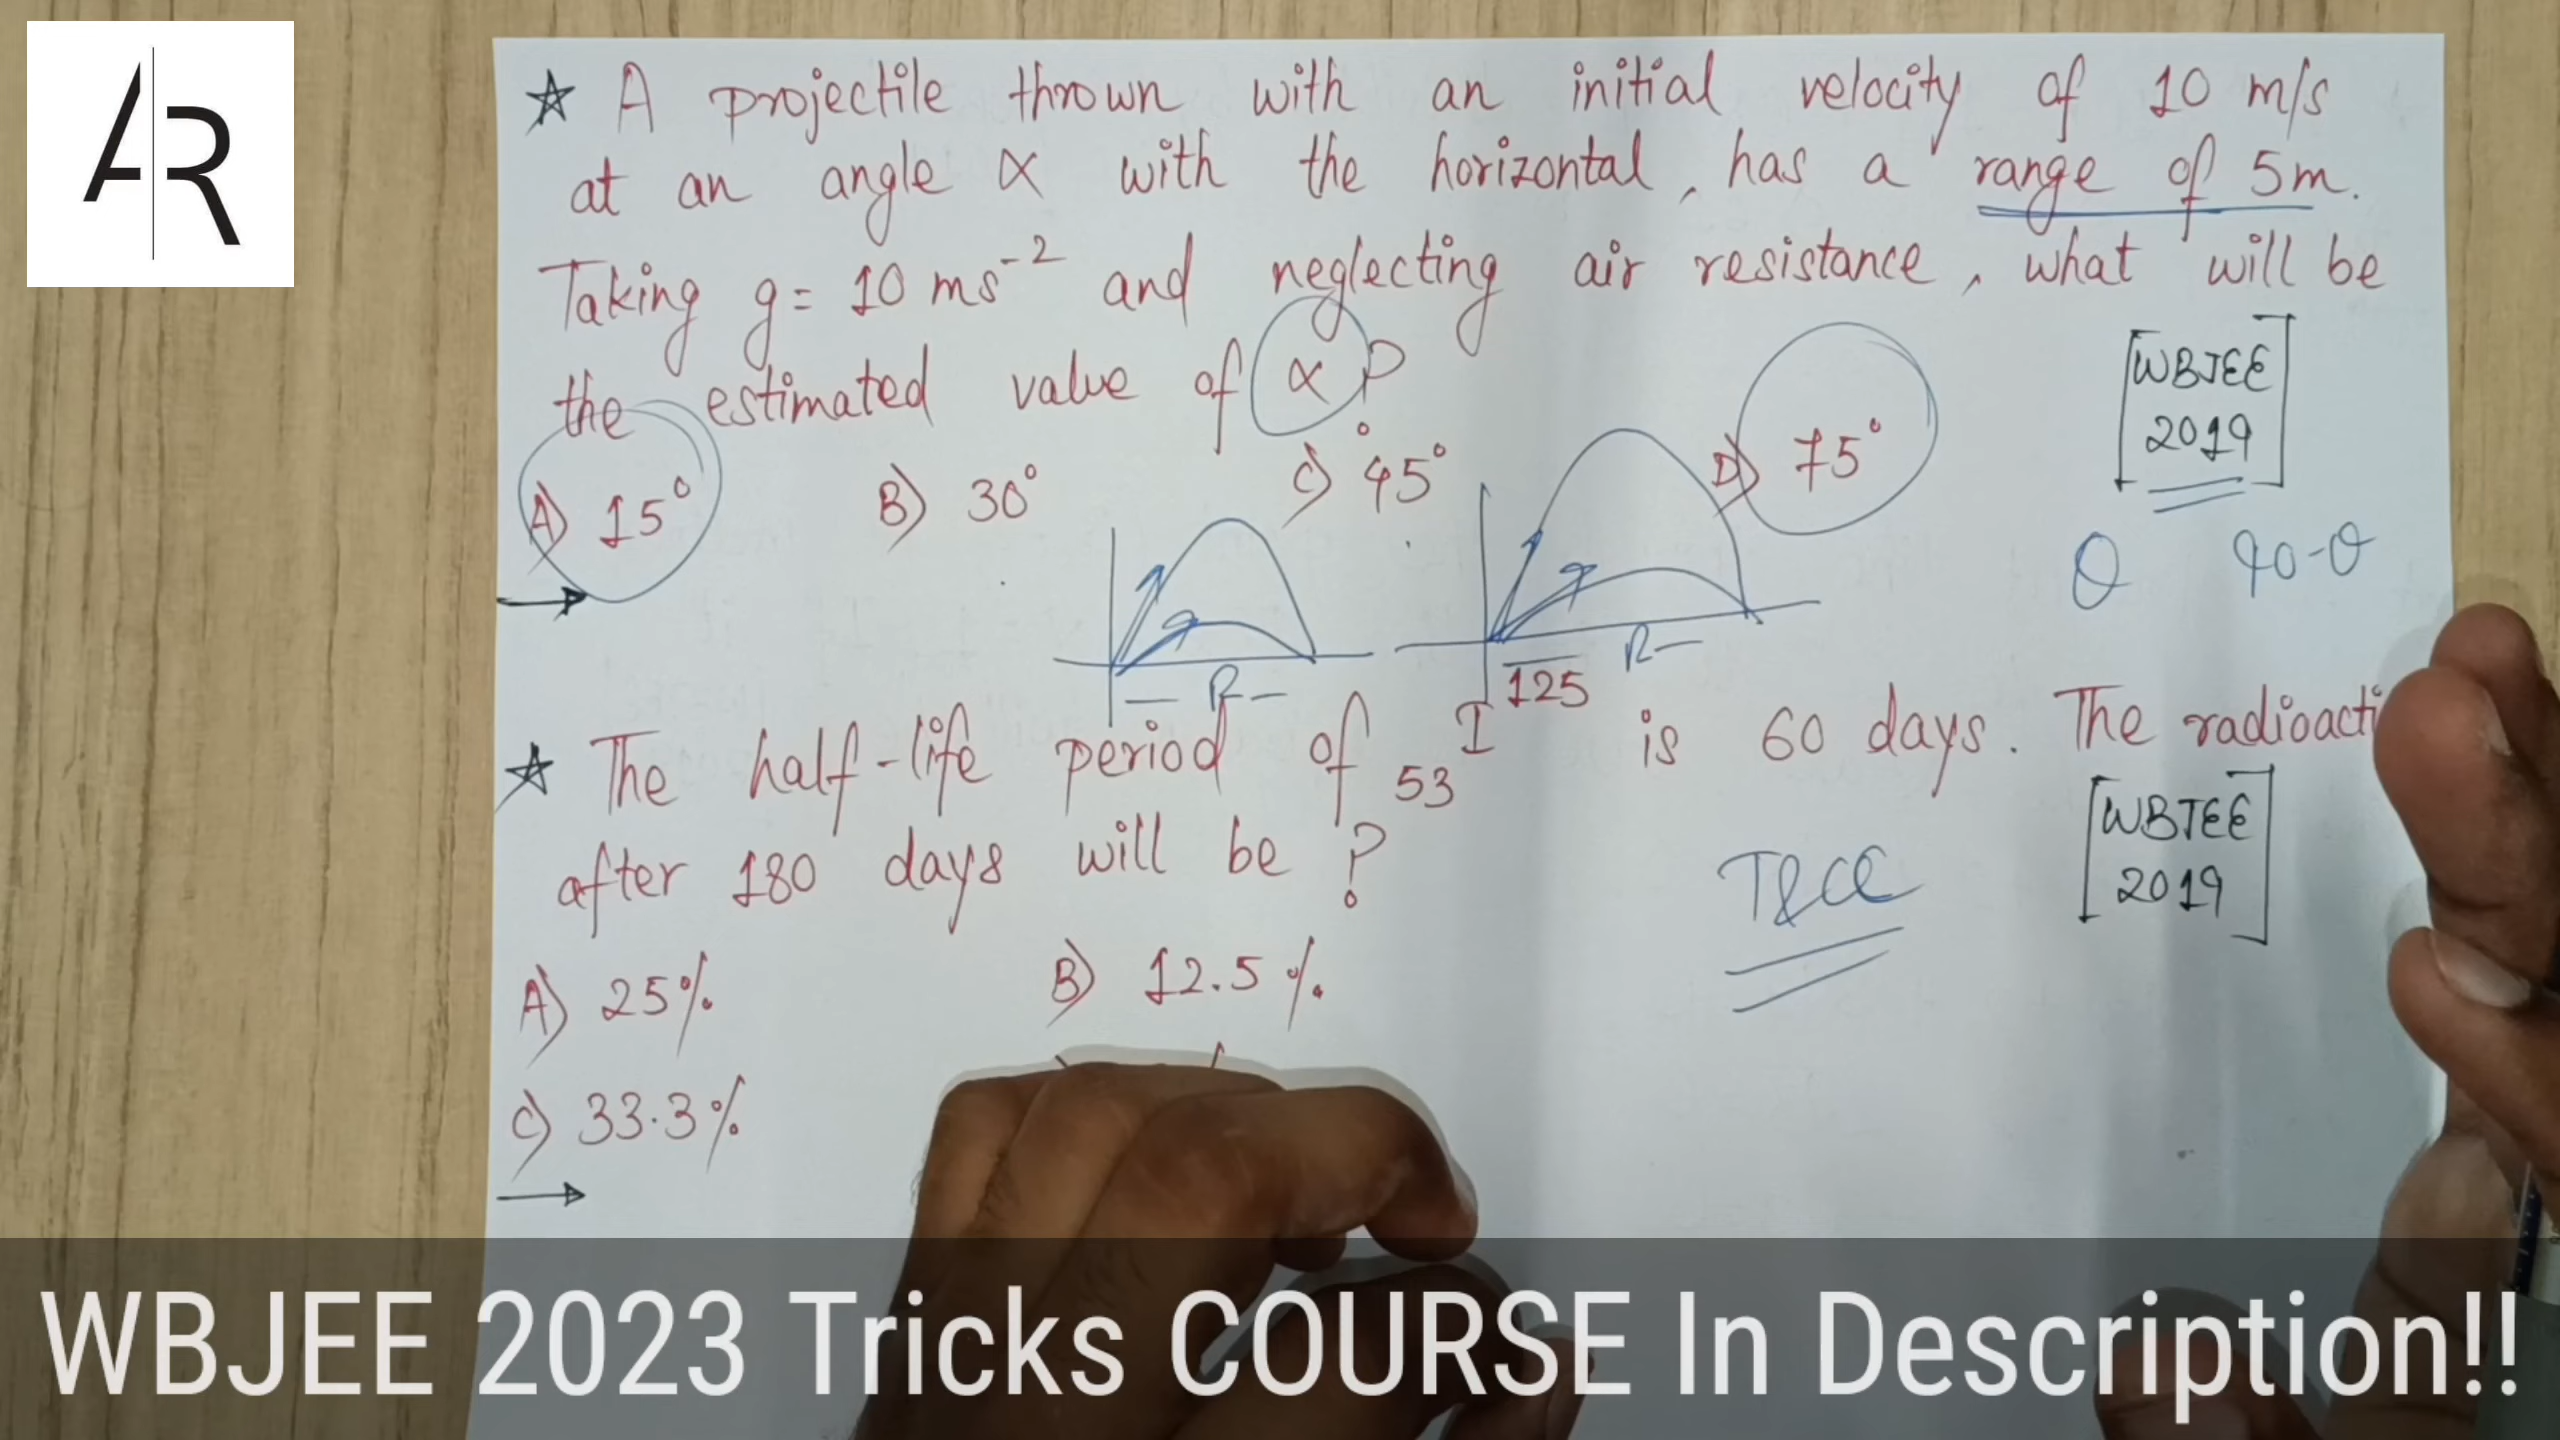 AR
☆ A projectile thrown with an initial velocity of 10 m/s
at an angle α with the horizontal, has a range of 5m.
Taking g = 10 ms⁻² and neglecting air resistance, what will be
the estimated value of α ?
A) 15° B) 30° C) 45° D) 75°
[WBJEE
2019]
θ 90-θ
R
R
☆ The half-life period of ₅₃I¹²⁵ is 60 days. The
after 180 days will be ?
[WBJEE
2019]
A) 25% B) 12.5%
C) 33.3%
WBJEE 2023 Tricks COURSE In Description!!